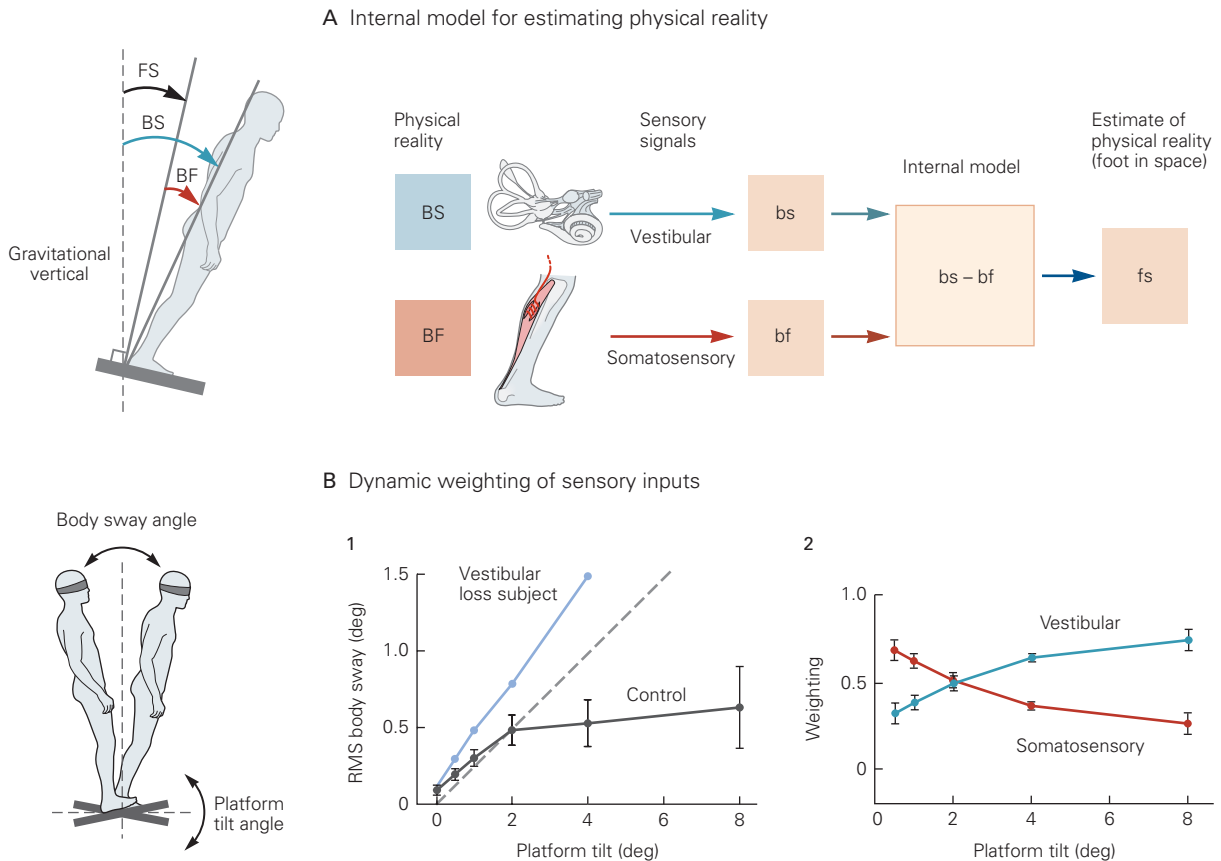 A Internal model for estimating physical reality
FS
BS
BF
Gravitational
vertical
Physical
reality
Sensory
signals
Internal model
Estimate of
physical reality
(foot in space)
BS
Vestibular
bs
BF
Somatosensory
bf
bs – bf
fs
B Dynamic weighting of sensory inputs
Body sway angle
Platform
tilt angle
1
RMS body sway (deg)
1.5
1.0
0.5
0
Vestibular
loss subject
Control
0 2 4 6 8
Platform tilt (deg)
2
Weighting
1.0
0.5
0
Vestibular
Somatosensory
0 2 4 6 8
Platform tilt (deg)